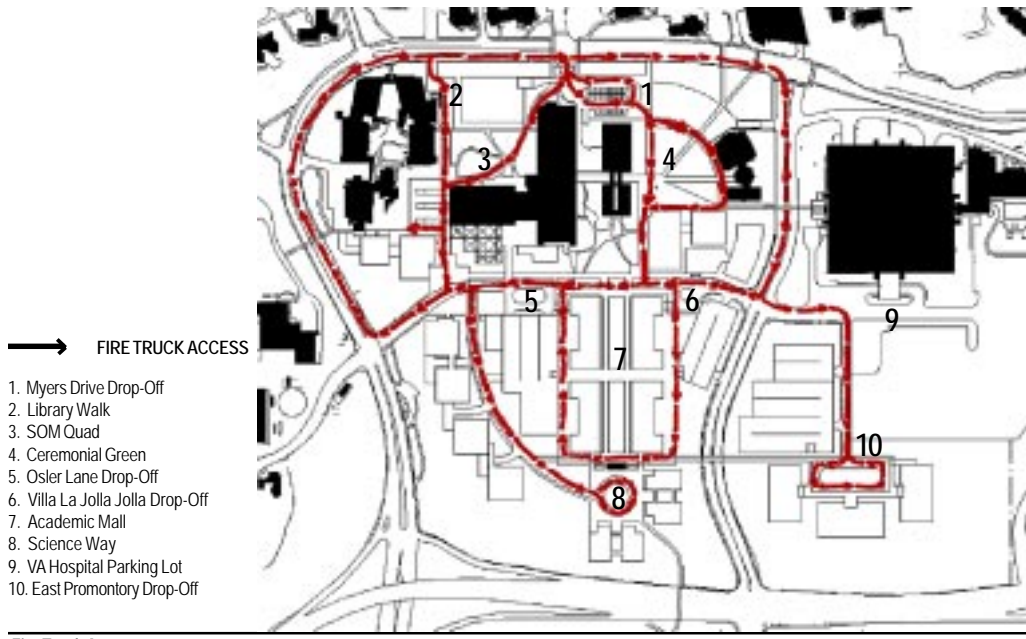 2
1
3
4
5
6
9
7
10
8
FIRE TRUCK ACCESS
1. Myers Drive Drop-Off
2. Library Walk
3. SOM Quad
4. Ceremonial Green
5. Osler Lane Drop-Off
6. Villa La Jolla Jolla Drop-Off
7. Academic Mall
8. Science Way
9. VA Hospital Parking Lot
10. East Promontory Drop-Off